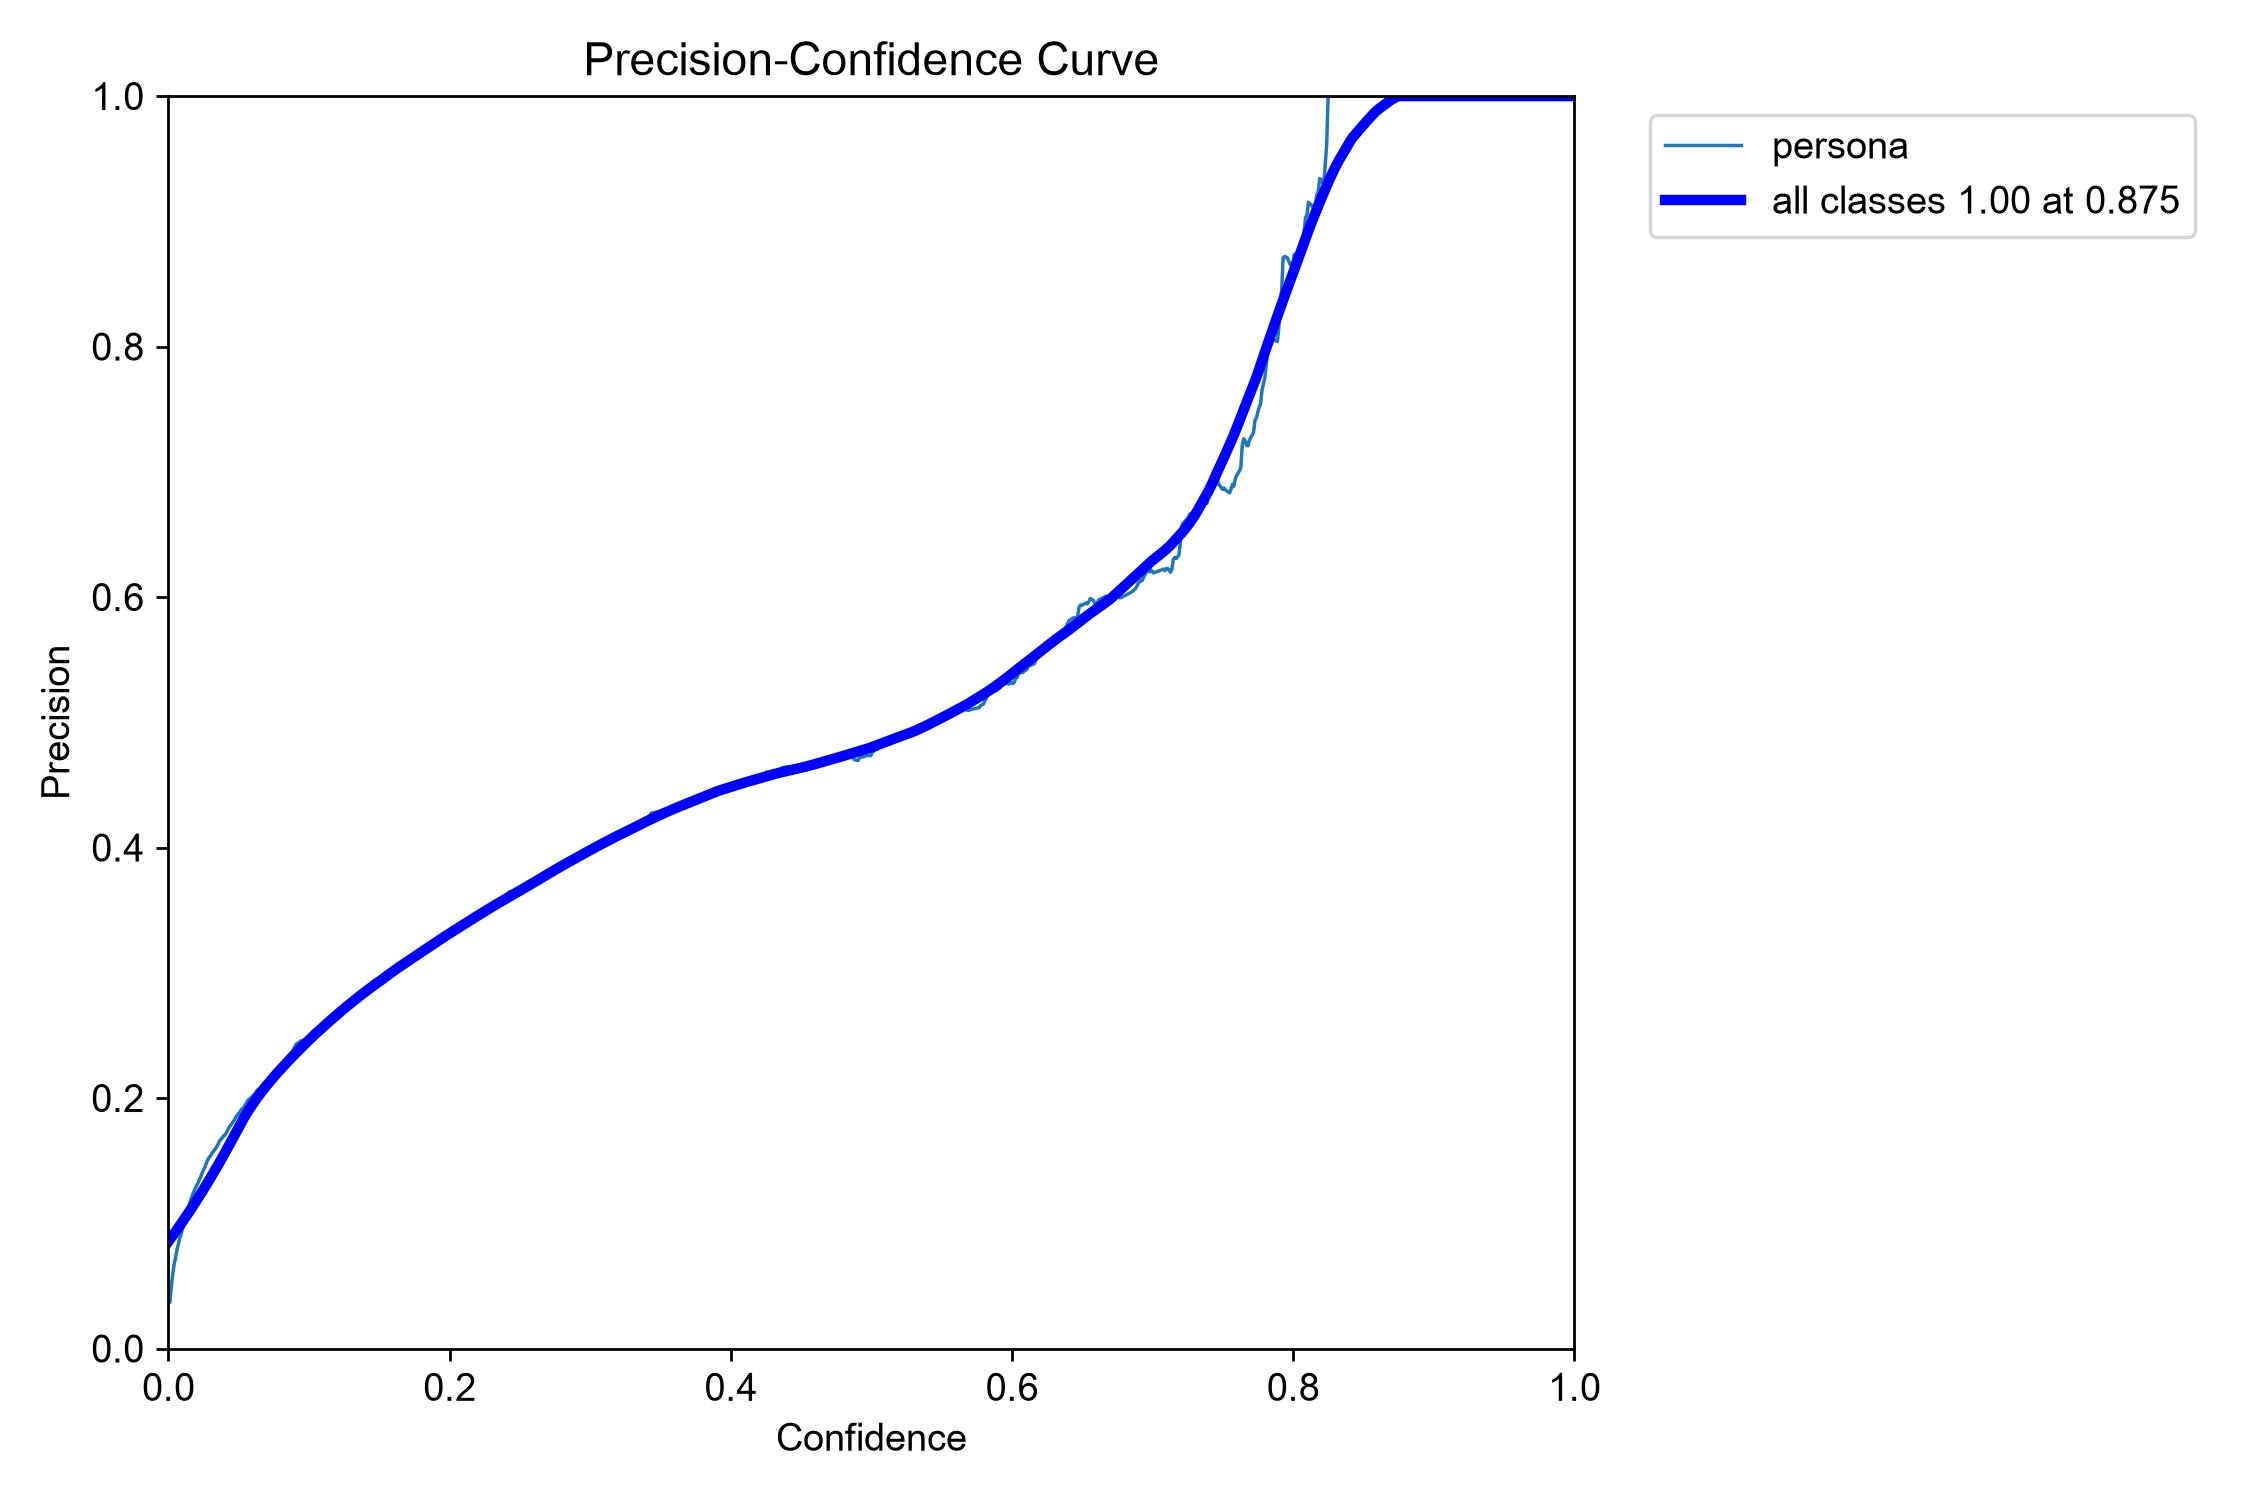 Precision-Confidence Curve
1.0
0.8
0.6
0.4
0.2
0.0
Precision
0.0 0.2 0.4 0.6 0.8 1.0
Confidence
persona
all classes 1.00 at 0.875